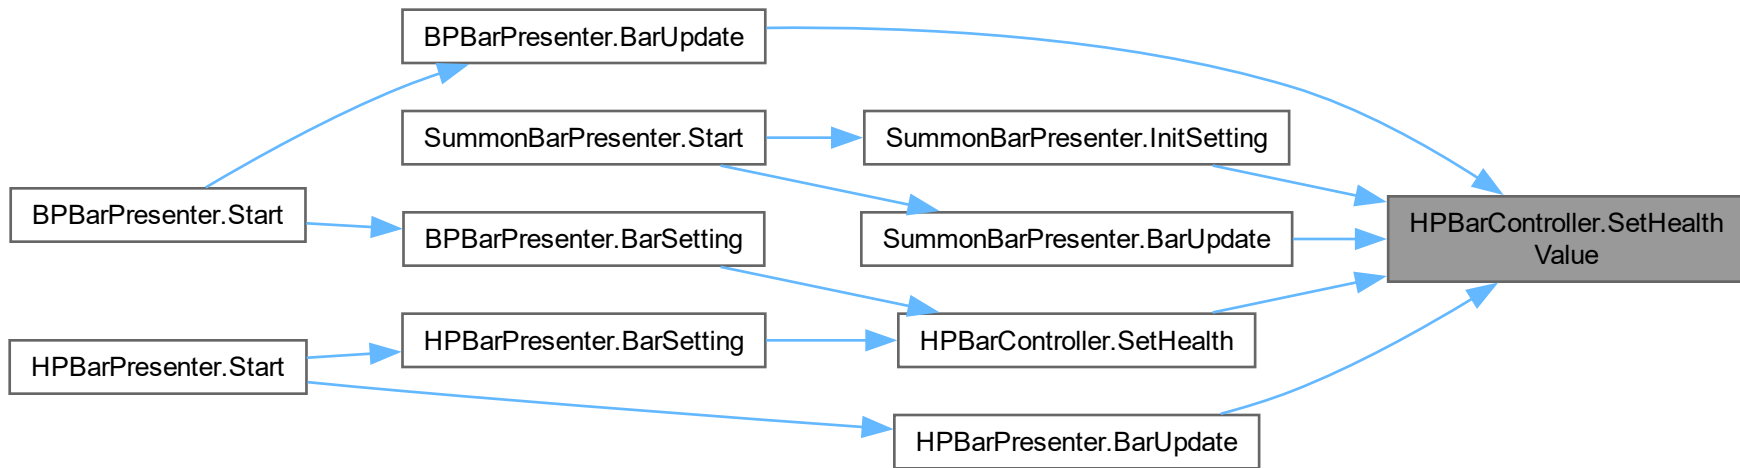 BPBarPresenter.BarUpdate
SummonBarPresenter.Start
SummonBarPresenter.InitSetting
BPBarPresenter.Start
BPBarPresenter.BarSetting
SummonBarPresenter.BarUpdate
HPBarController.SetHealth
Value
HPBarPresenter.Start
HPBarPresenter.BarSetting
HPBarController.SetHealth
HPBarPresenter.BarUpdate